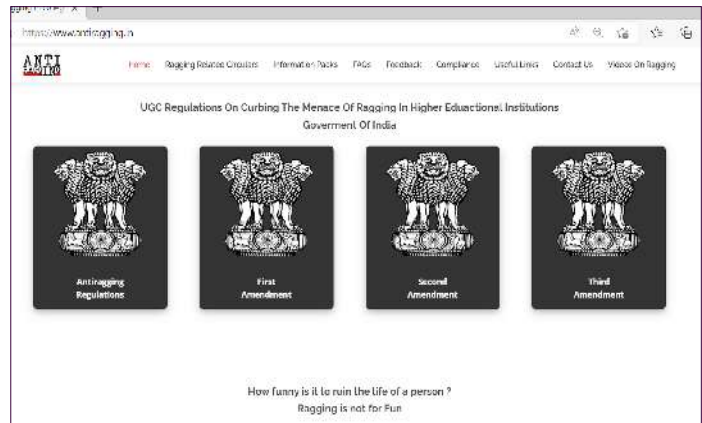 https://www.antiragging.in
ANTI
RAGGING
Home Ragging Related Circulars Information Packs FAQs Feedback Compliance Useful Links Contact Us Videos On Ragging
UGC Regulations On Curbing The Menace Of Ragging In Higher Eduactional Institutions
Goverment Of India
Antiragging
Regulations
First
Amendment
Second
Amendment
Third
Amendment
How funny is it to ruin the life of a person ?
Ragging is not for Fun